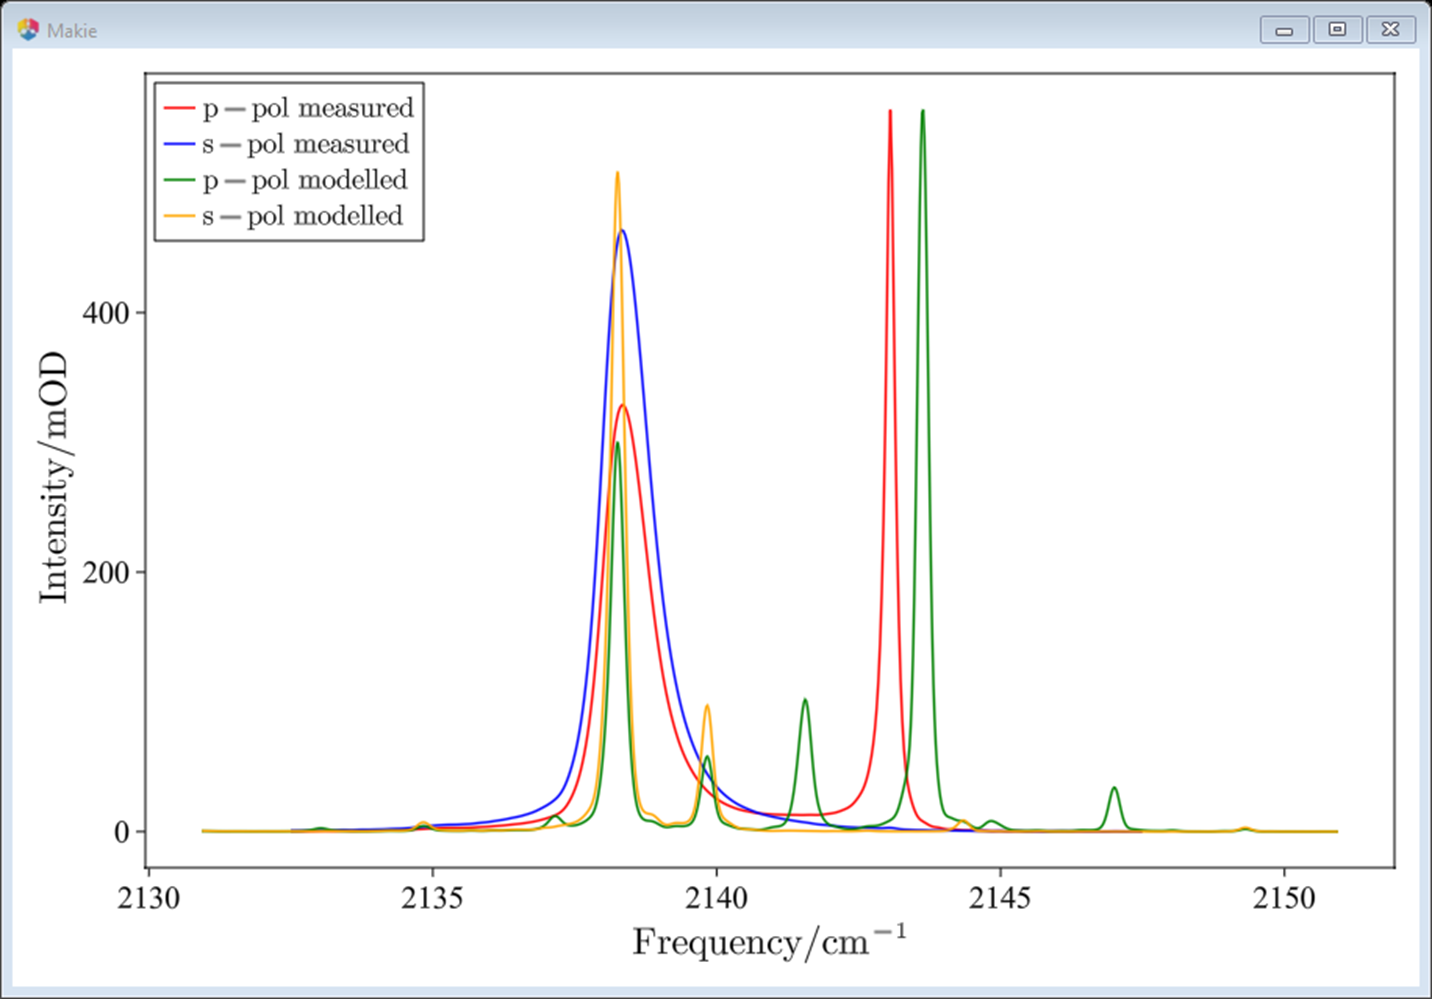 Makie
p − pol measured
s − pol measured
p − pol modelled
s − pol modelled
400
200
0
Intensity/mOD
2130 2135 2140 2145 2150
Frequency/cm⁻¹